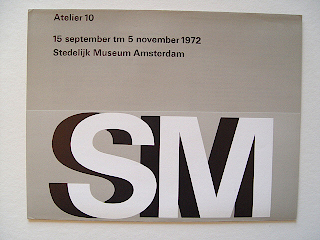 Atelier 10
15 september tm 5 november 1972
Stedelijk Museum Amsterdam
SM